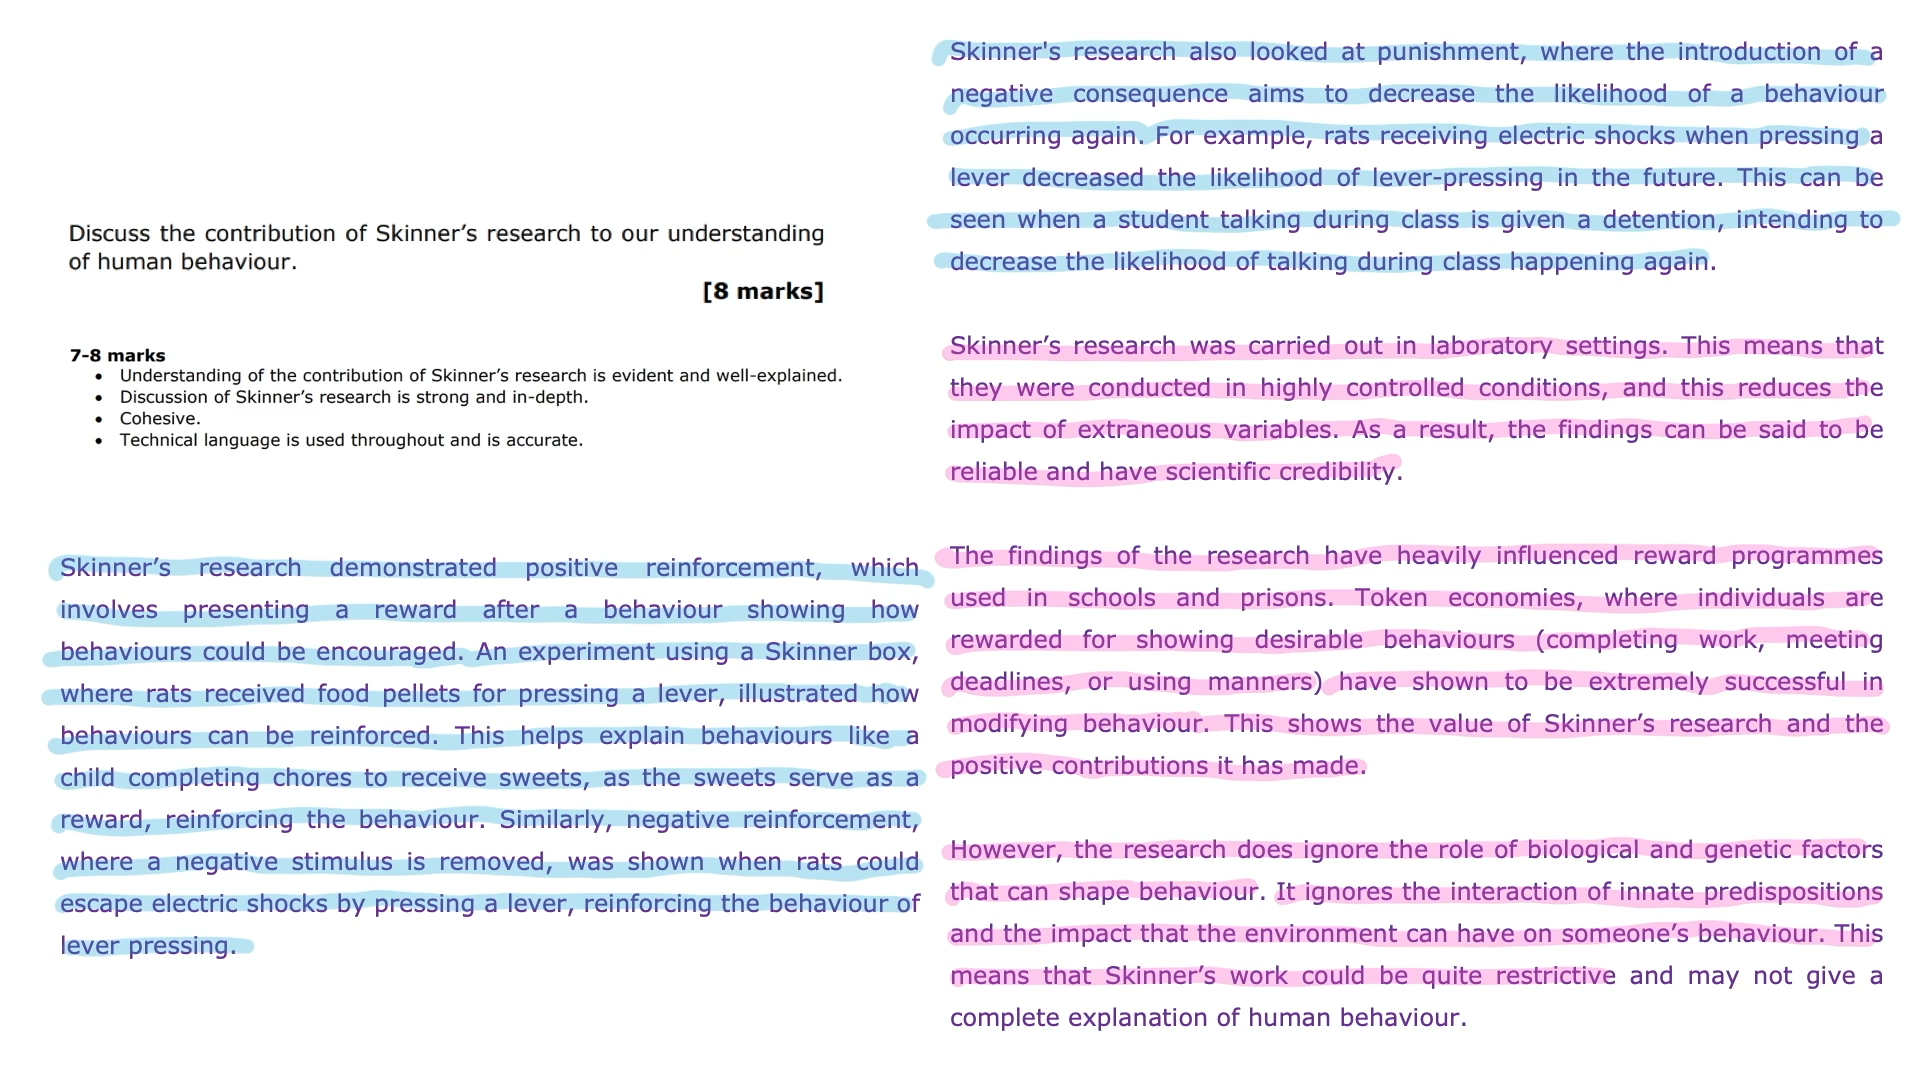 Discuss the contribution of Skinner’s research to our understanding
of human behaviour.
[8 marks]
7-8 marks
• Understanding of the contribution of Skinner’s research is evident and well-explained.
• Discussion of Skinner’s research is strong and in-depth.
• Cohesive.
• Technical language is used throughout and is accurate.
Skinner’s research demonstrated positive reinforcement, which
involves presenting a reward after a behaviour showing how
behaviours could be encouraged. An experiment using a Skinner box,
where rats received food pellets for pressing a lever, illustrated how
behaviours can be reinforced. This helps explain behaviours like a
child completing chores to receive sweets, as the sweets serve as a
reward, reinforcing the behaviour. Similarly, negative reinforcement,
where a negative stimulus is removed, was shown when rats could
escape electric shocks by pressing a lever, reinforcing the behaviour of
lever pressing.
Skinner's research also looked at punishment, where the introduction of a
negative consequence aims to decrease the likelihood of a behaviour
occurring again. For example, rats receiving electric shocks when pressing a
lever decreased the likelihood of lever-pressing in the future. This can be
seen when a student talking during class is given a detention, intending to
decrease the likelihood of talking during class happening again.
Skinner’s research was carried out in laboratory settings. This means that
they were conducted in highly controlled conditions, and this reduces the
impact of extraneous variables. As a result, the findings can be said to be
reliable and have scientific credibility.
The findings of the research have heavily influenced reward programmes
used in schools and prisons. Token economies, where individuals are
rewarded for showing desirable behaviours (completing work, meeting
deadlines, or using manners) have shown to be extremely successful in
modifying behaviour. This shows the value of Skinner’s research and the
positive contributions it has made.
However, the research does ignore the role of biological and genetic factors
that can shape behaviour. It ignores the interaction of innate predispositions
and the impact that the environment can have on someone’s behaviour. This
means that Skinner’s work could be quite restrictive and may not give a
complete explanation of human behaviour.